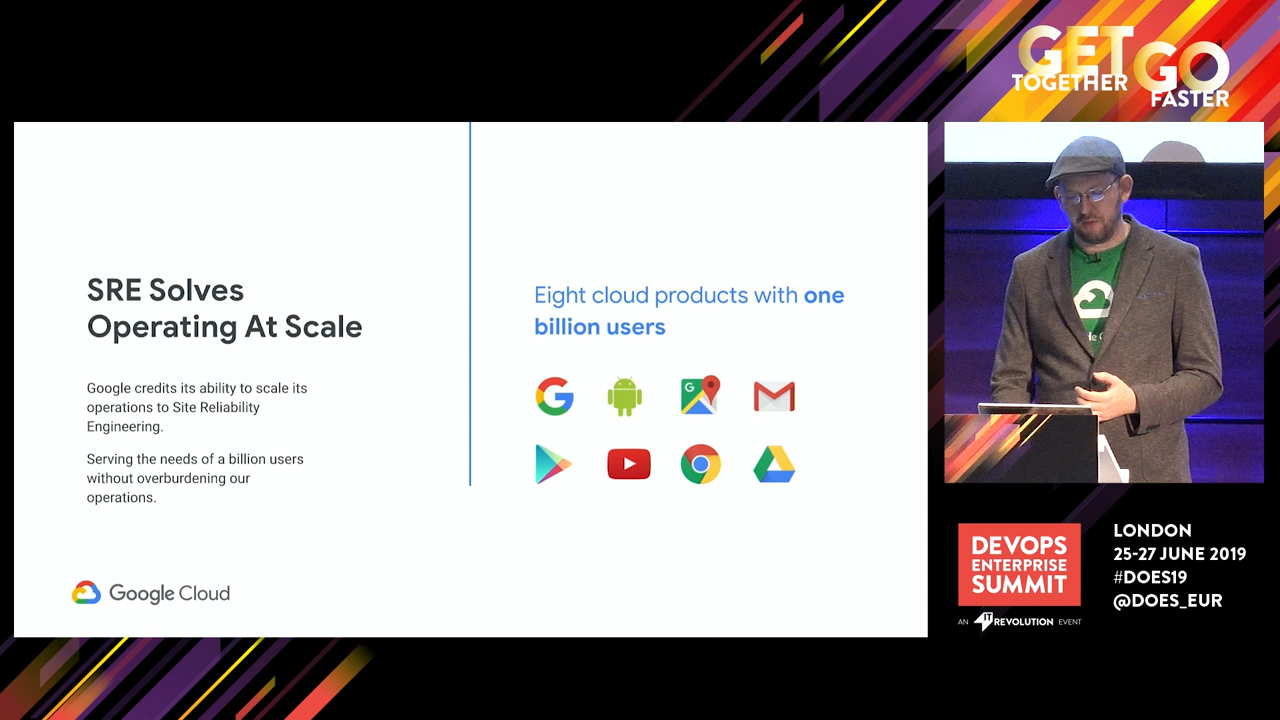 GET
TOGETHER
GO
FASTER
SRE Solves
Operating At Scale
Google credits its ability to scale its
operations to Site Reliability
Engineering.
Serving the needs of a billion users
without overburdening our
operations.
Google Cloud
Eight cloud products with one
billion users
G
G
DEVOPS
ENTERPRISE
SUMMIT
AN IT REVOLUTION EVENT
LONDON
25-27 JUNE 2019
#DOES19
@DOES_EUR